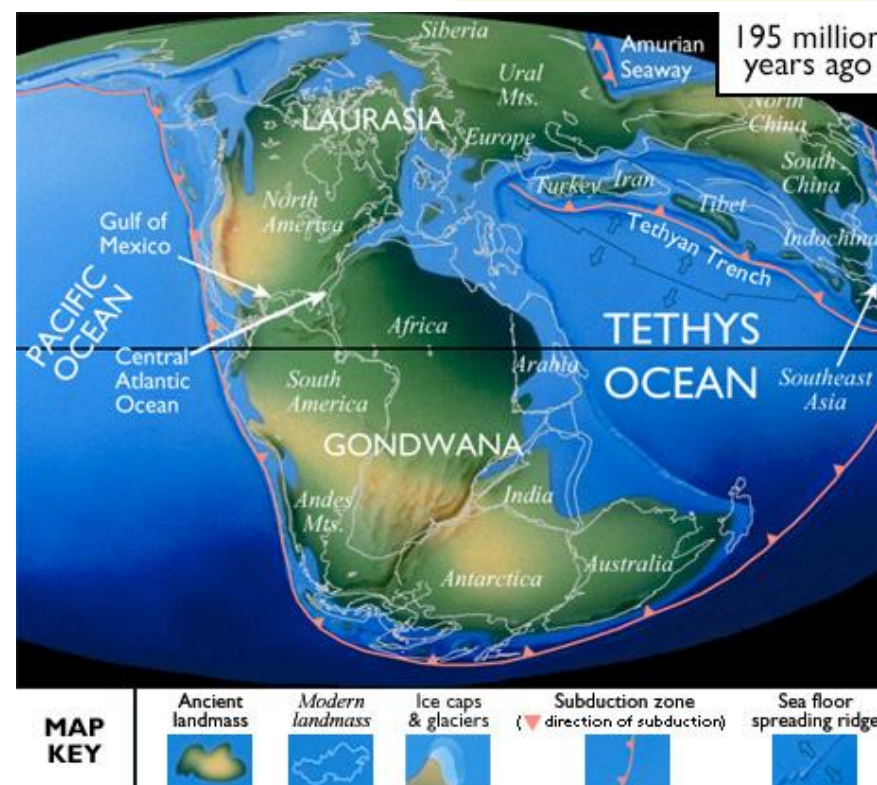 195 million
years ago
Siberia
Amurian
Seaway
Ural
Mts.
LAURASIA
Europe
North
China
South
China
Turkey
Iran
Tibet
Indochina
North
America
Gulf of
Mexico
Tethyan Trench
PACIFIC
OCEAN
Africa
TETHYS
OCEAN
Central
Atlantic
Ocean
Arabia
South
America
Southeast
Asia
GONDWANA
India
Andes
Mts.
Australia
Antarctica
MAP
KEY
Ancient
landmass
Modern
landmass
Ice caps
& glaciers
Subduction zone
(▼ direction of subduction)
Sea floor
spreading ridge